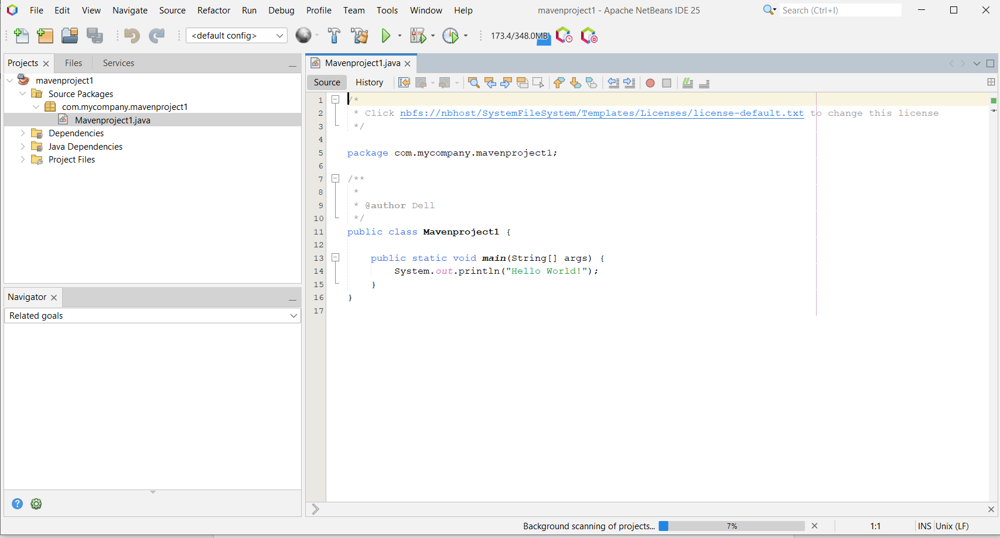 File Edit View Navigate Source Refactor Run Debug Profile Team Tools Window Help
mavenproject1 - Apache NetBeans IDE 25
Search (Ctrl+I)
<default config>
173.4/348.0MB
Projects Files Services
mavenproject1
Source Packages
com.mycompany.mavenproject1
Mavenproject1.java
Dependencies
Java Dependencies
Project Files
Navigator
Related goals
Mavenproject1.java
Source History
1 /*
2 * Click nbfs://nbhost/SystemFileSystem/Templates/Licenses/license-default.txt to change this license
3 */
4
5 package com.mycompany.mavenproject1;
6
7 /**
8 *
9 * @author Dell
10 */
11 public class Mavenproject1 {
12
13 public static void main(String[] args) {
14 System.out.println("Hello World!");
15 }
16 }
17
Background scanning of projects... 7% 1:1 INS Unix (LF)